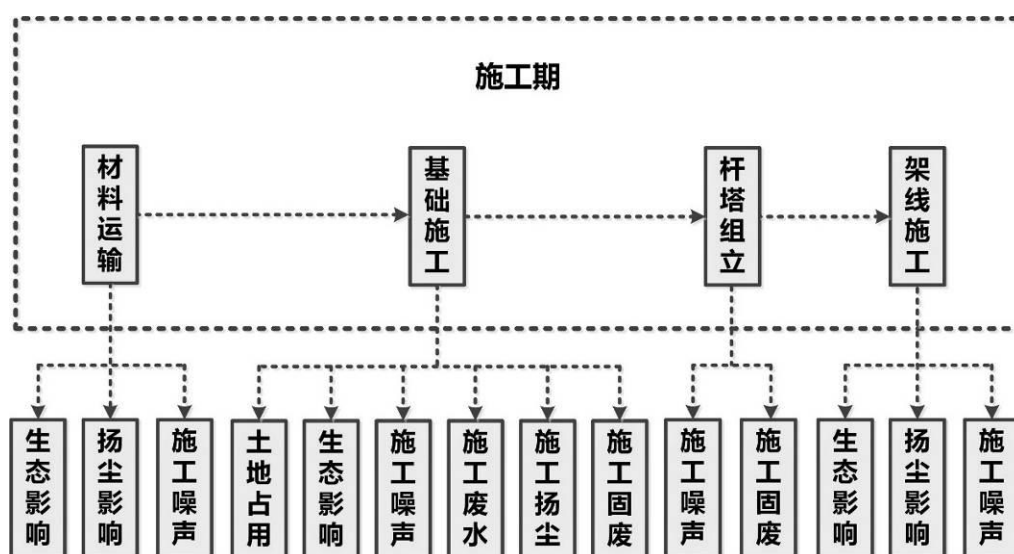 施工期
材料运输
基础施工
杆塔组立
架线施工
生态影响
扬尘影响
施工噪声
土地占用
生态影响
施工噪声
施工废水
施工扬尘
施工固废
施工噪声
施工固废
生态影响
扬尘影响
施工噪声